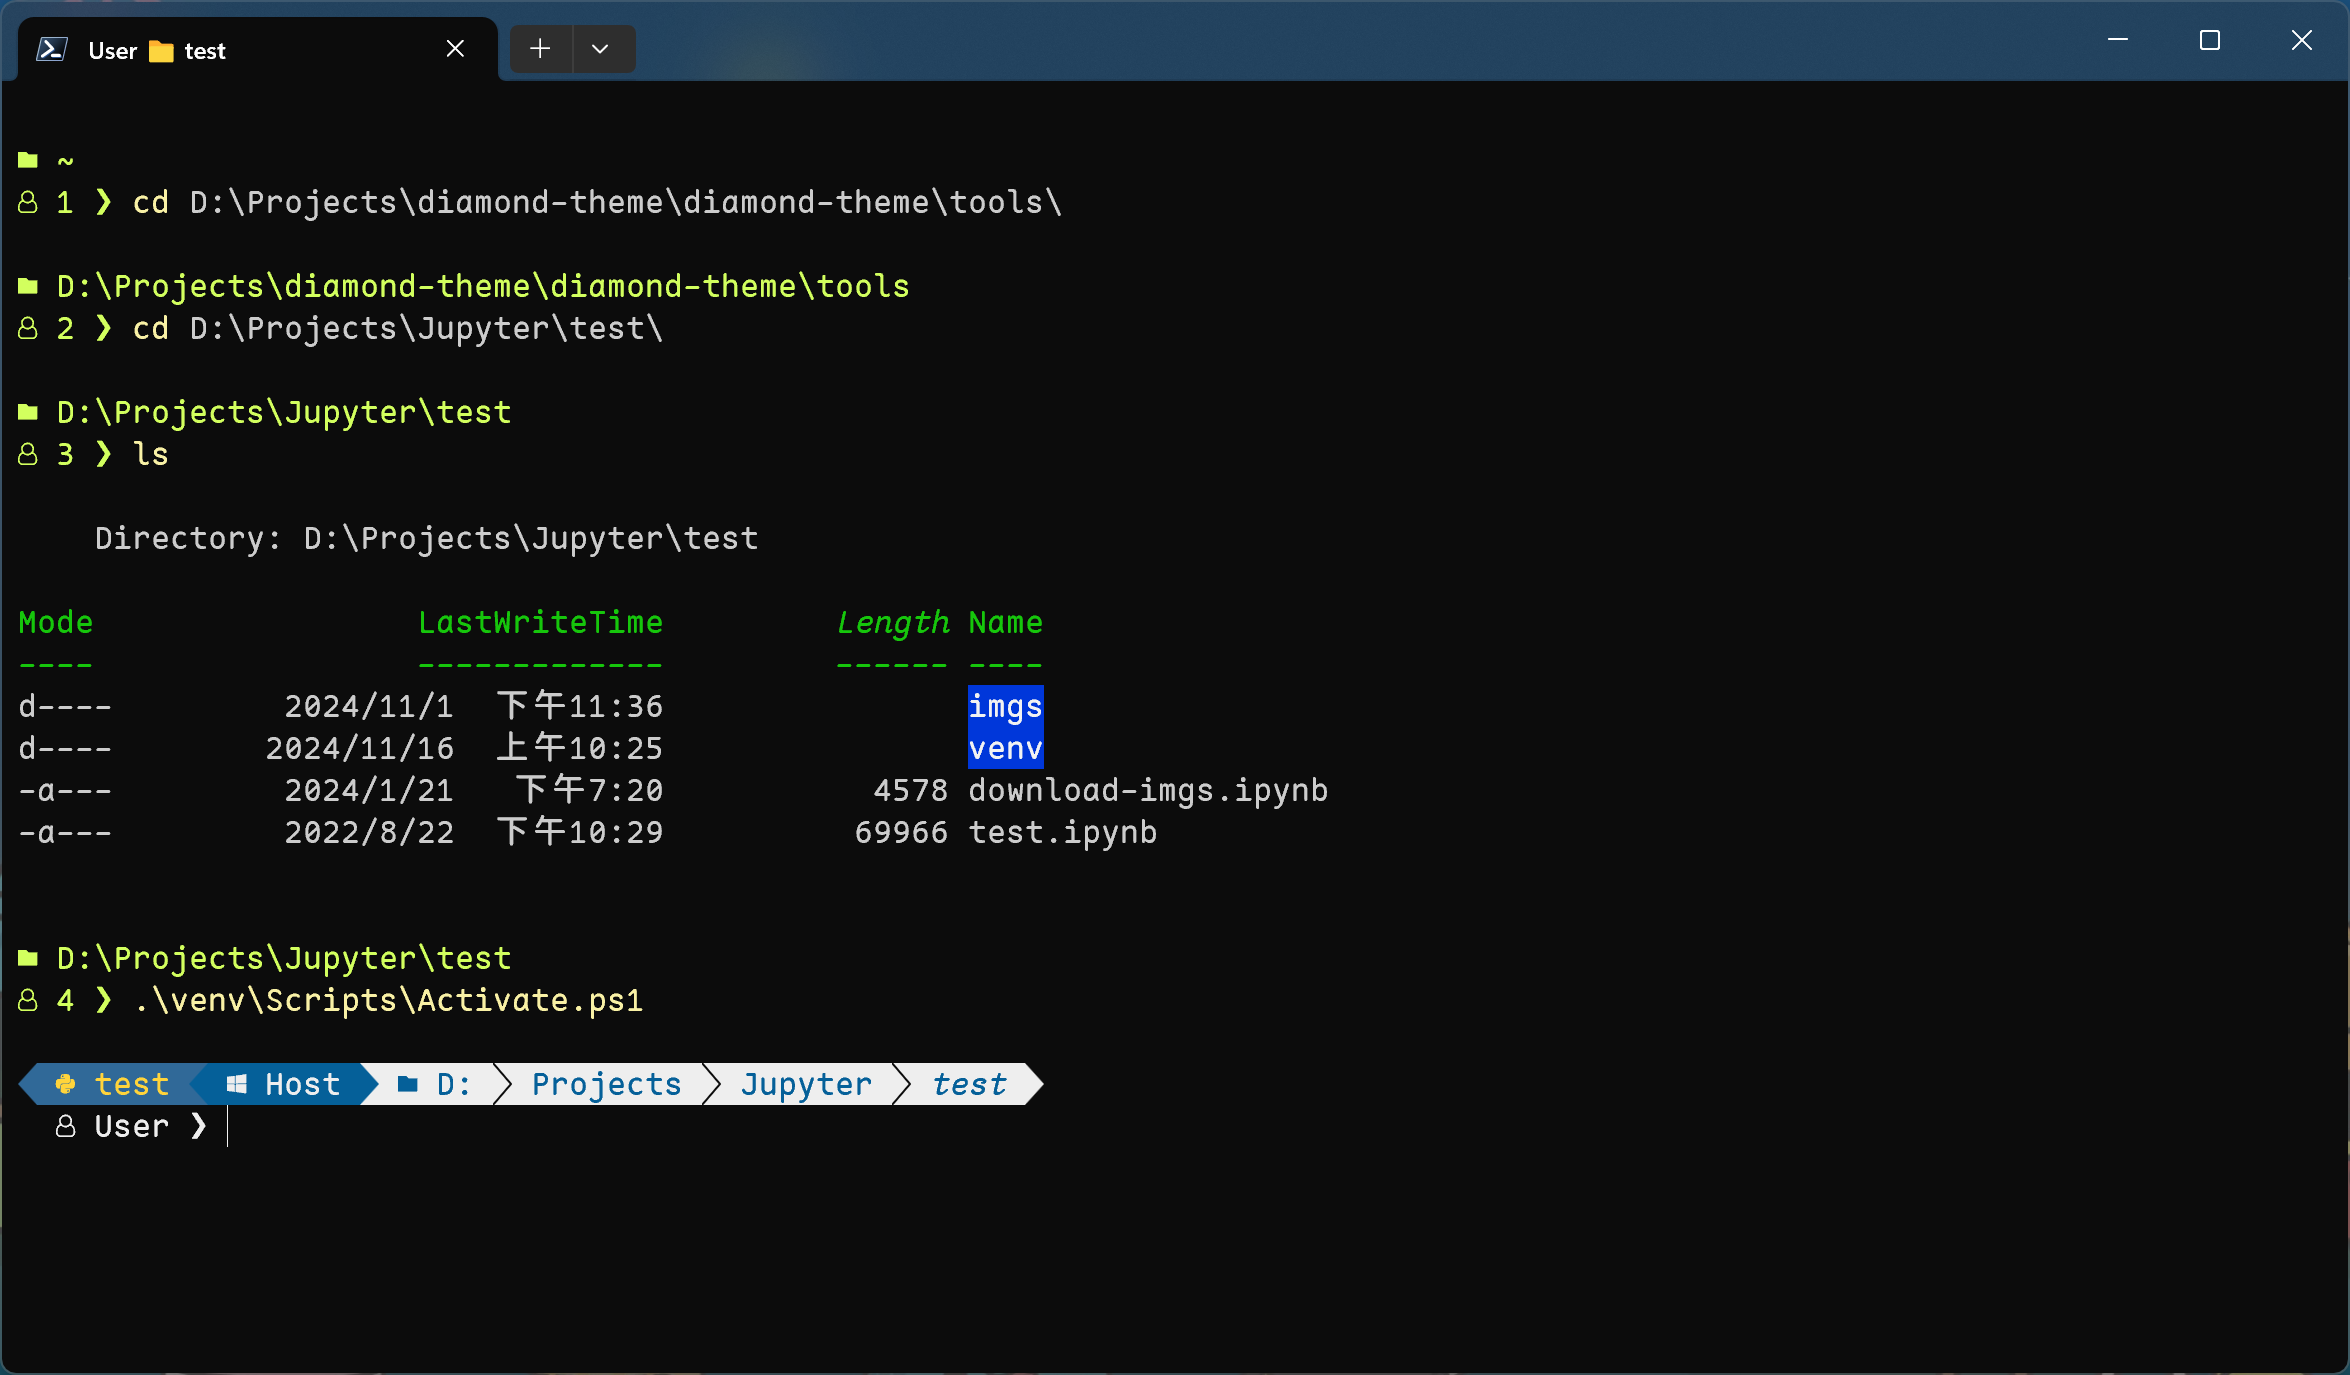 User test
~
1 ❯ cd D:\Projects\diamond-theme\diamond-theme\tools\
D:\Projects\diamond-theme\diamond-theme\tools
2 ❯ cd D:\Projects\Jupyter\test\
D:\Projects\Jupyter\test
3 ❯ ls
Directory: D:\Projects\Jupyter\test
Mode LastWriteTime Length Name
---- ------------- ------ ----
d---- 2024/11/1 下午11:36 imgs
d---- 2024/11/16 上午10:25 venv
-a--- 2024/1/21 下午7:20 4578 download-imgs.ipynb
-a--- 2022/8/22 下午10:29 69966 test.ipynb
D:\Projects\Jupyter\test
4 ❯ .\venv\Scripts\Activate.ps1
test Host D: Projects Jupyter test
User ❯